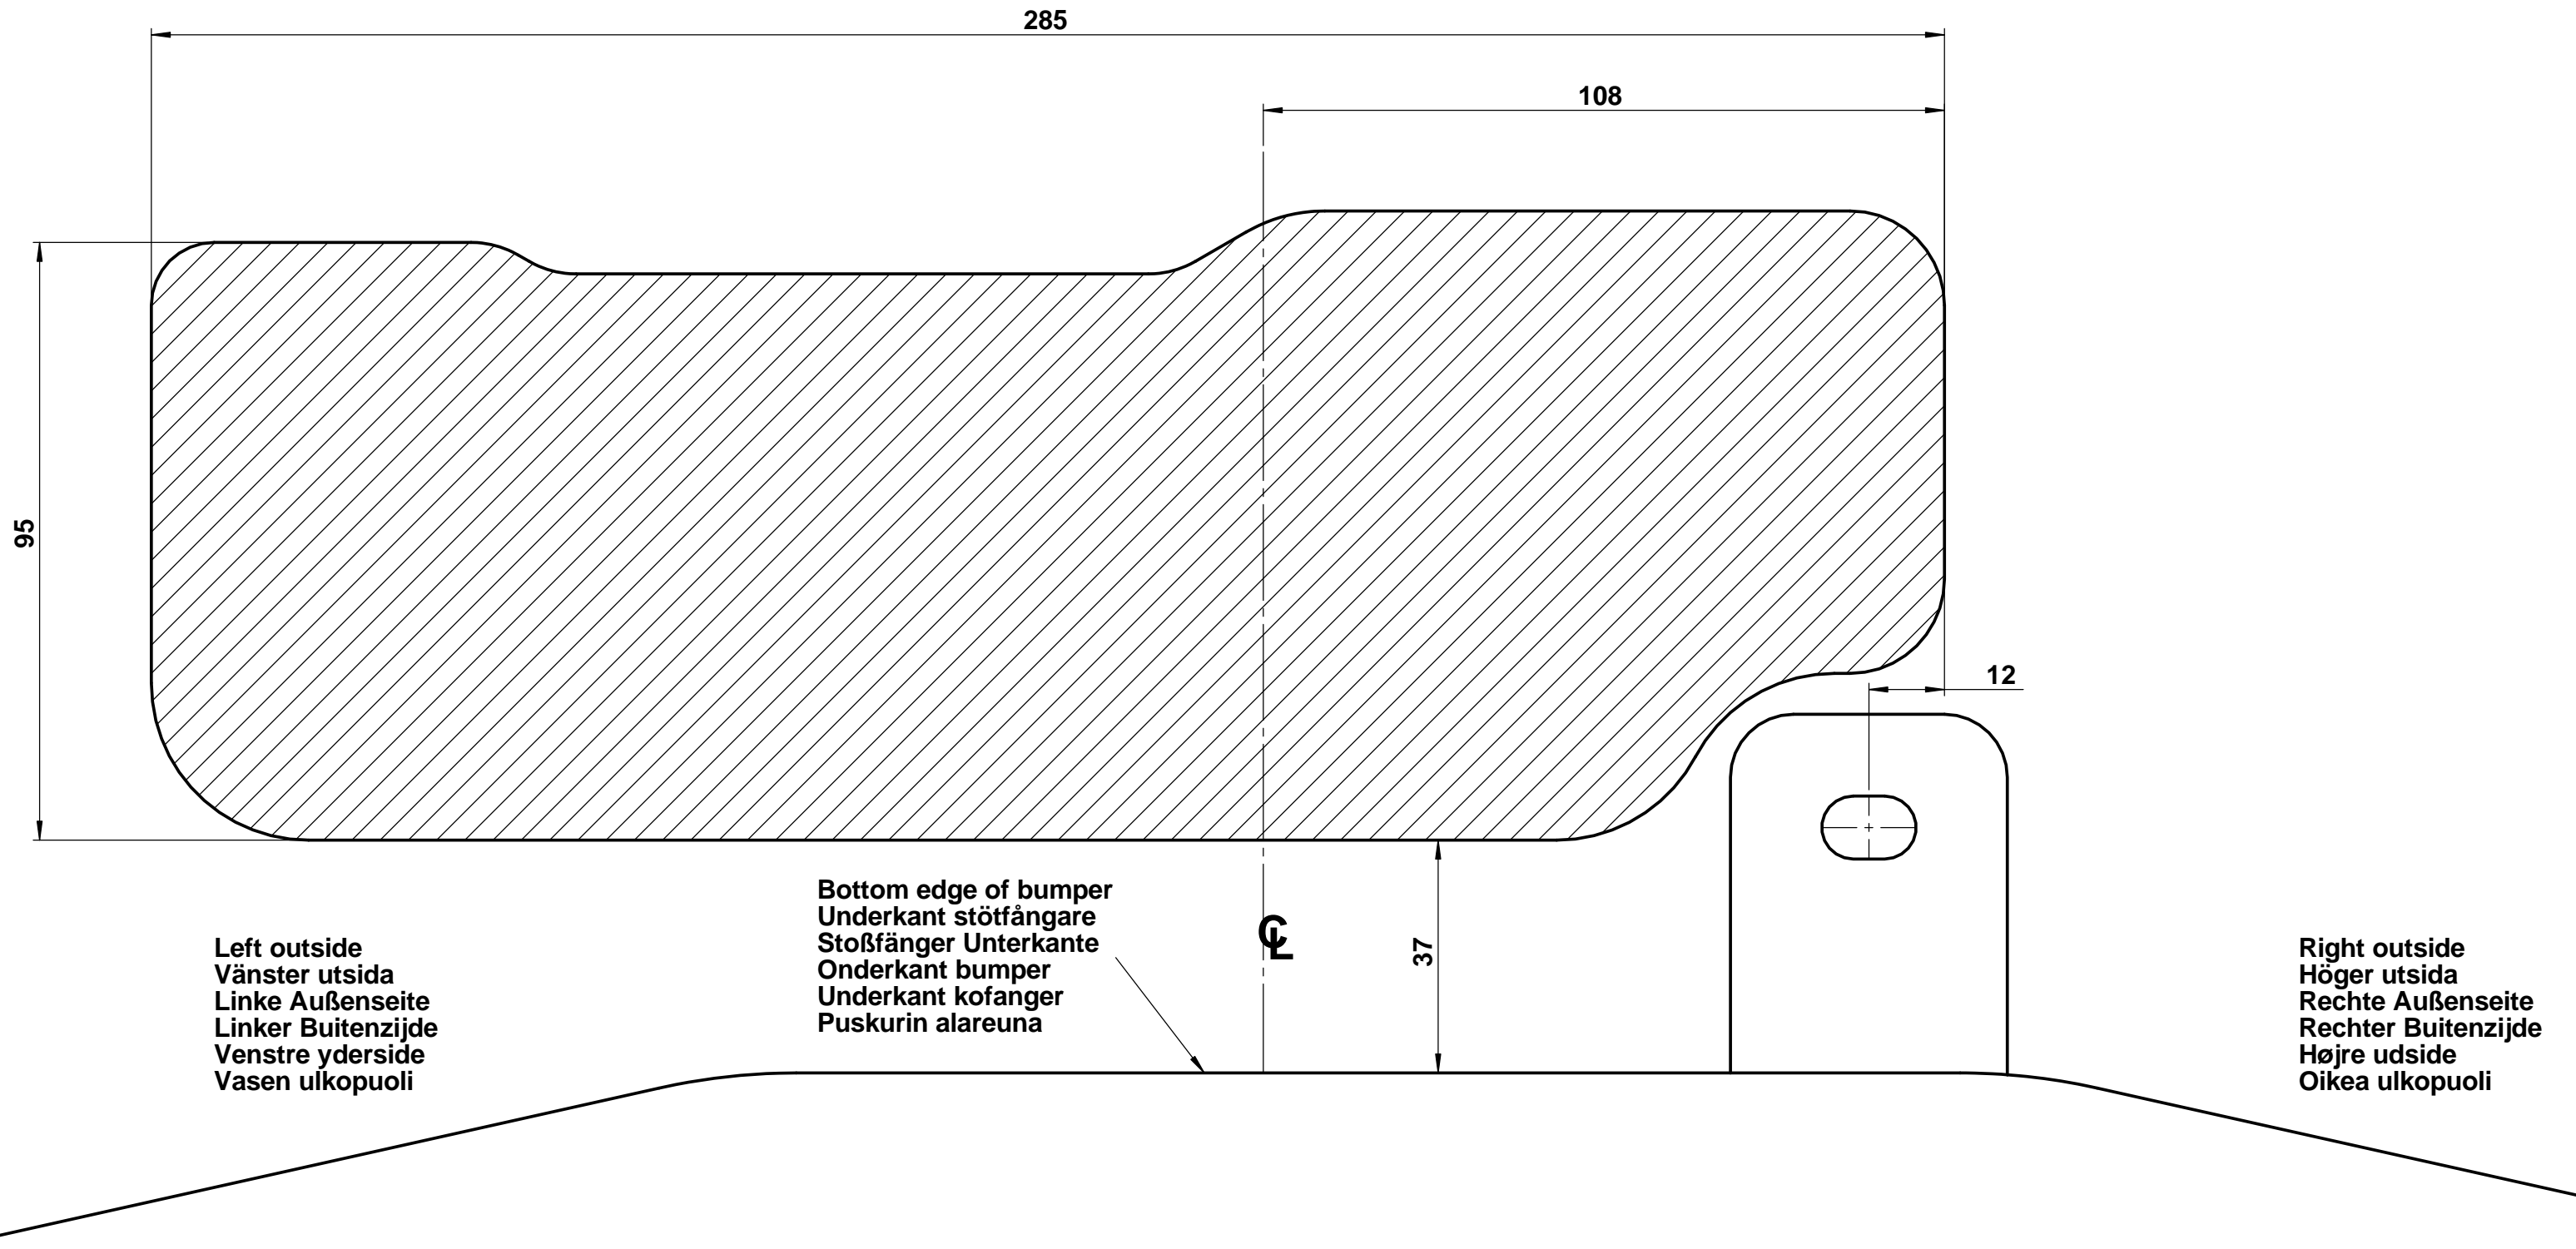 285
108
95
12
Bottom edge of bumper
Underkant stötfångare
Stoßfänger Unterkante
Onderkant bumper
Underkant kofanger
Puskurin alareuna
℄
37
Left outside
Vänster utsida
Linke Außenseite
Linker Buitenzijde
Venstre yderside
Vasen ulkopuoli
Right outside
Höger utsida
Rechte Außenseite
Rechter Buitenzijde
Højre udside
Oikea ulkopuoli